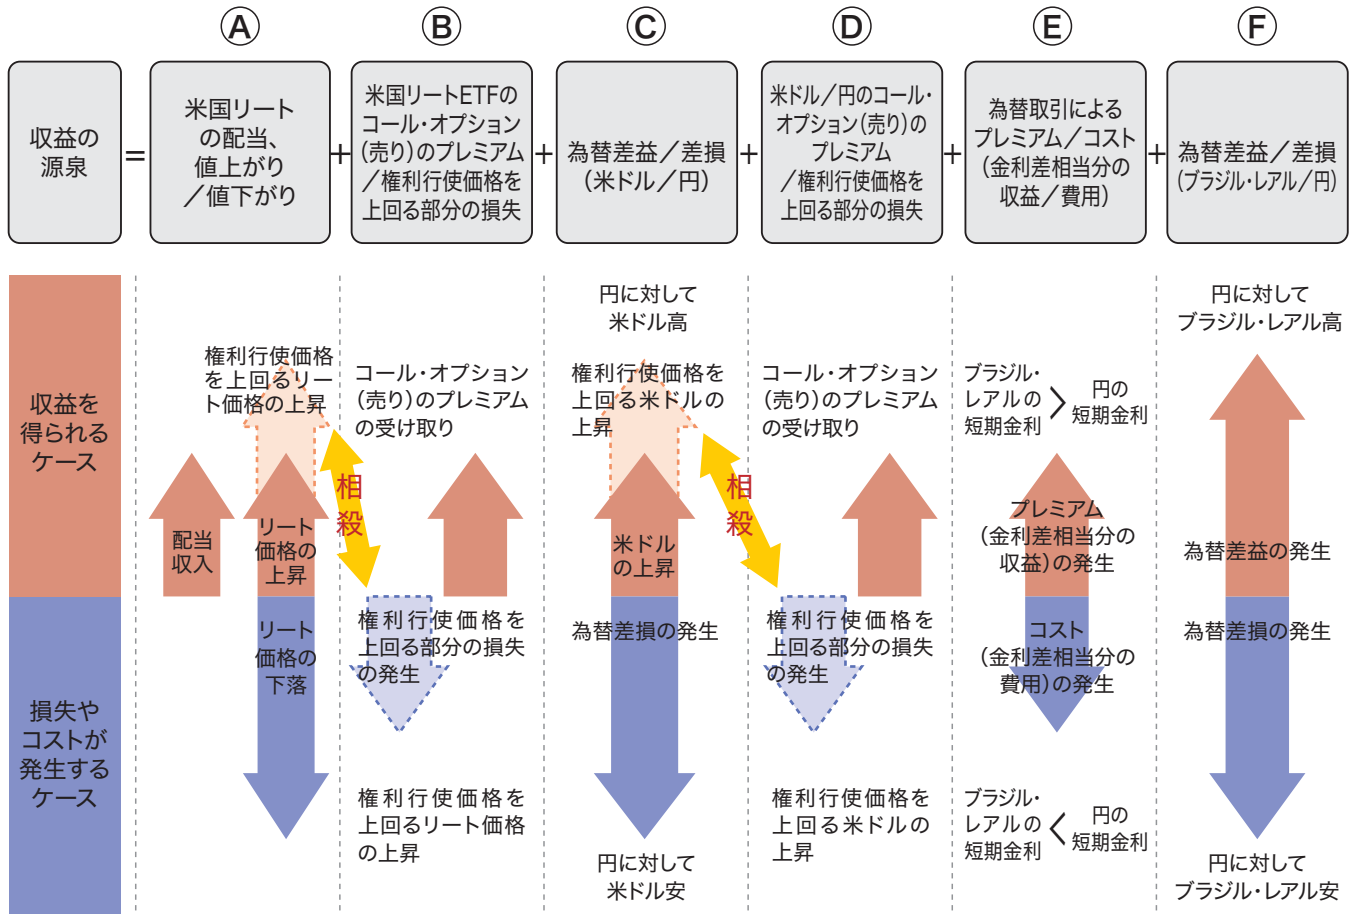 Ⓐ
Ⓑ
Ⓒ
Ⓓ
Ⓔ
Ⓕ
収益の
源泉
=
米国リート
の配当、
値上がり
／値下がり
+
米国リートETFの
コール・オプション
（売り）のプレミアム
／権利行使価格を
上回る部分の損失
+
為替差益／差損
（米ドル／円）
+
米ドル／円のコール・
オプション（売り）の
プレミアム
／権利行使価格を
上回る部分の損失
+
為替取引による
プレミアム／コスト
（金利差相当分の
収益／費用）
+
為替差益／差損
（ブラジル・レアル／円）
収益を
得られる
ケース
損失や
コストが
発生する
ケース
権利行使価格
を上回るリー
ト価格の上昇
配当
収入
リート
価格の
上昇
リート
価格の
下落
相
殺
コール・オプション
（売り）のプレミアム
の受け取り
権利行使価格を
上回る部分の損失
の発生
権利行使価格を
上回るリート価格
の上昇
円に対して
米ドル高
権利行使価格を
上回る米ドルの
上昇
米ドル
の上昇
為替差損の発生
円に対して
米ドル安
相
殺
コール・オプション
（売り）のプレミアム
の受け取り
権利行使価格を
上回る部分の損失
の発生
権利行使価格を
上回る米ドルの
上昇
ブラジル・
レアルの
短期金利
＞
円の
短期金利
プレミアム
（金利差相当分の
収益）の発生
コスト
（金利差相当分の
費用）の発生
ブラジル・
レアルの
短期金利
＜
円の
短期金利
円に対して
ブラジル・レアル高
為替差益の発生
為替差損の発生
円に対して
ブラジル・レアル安